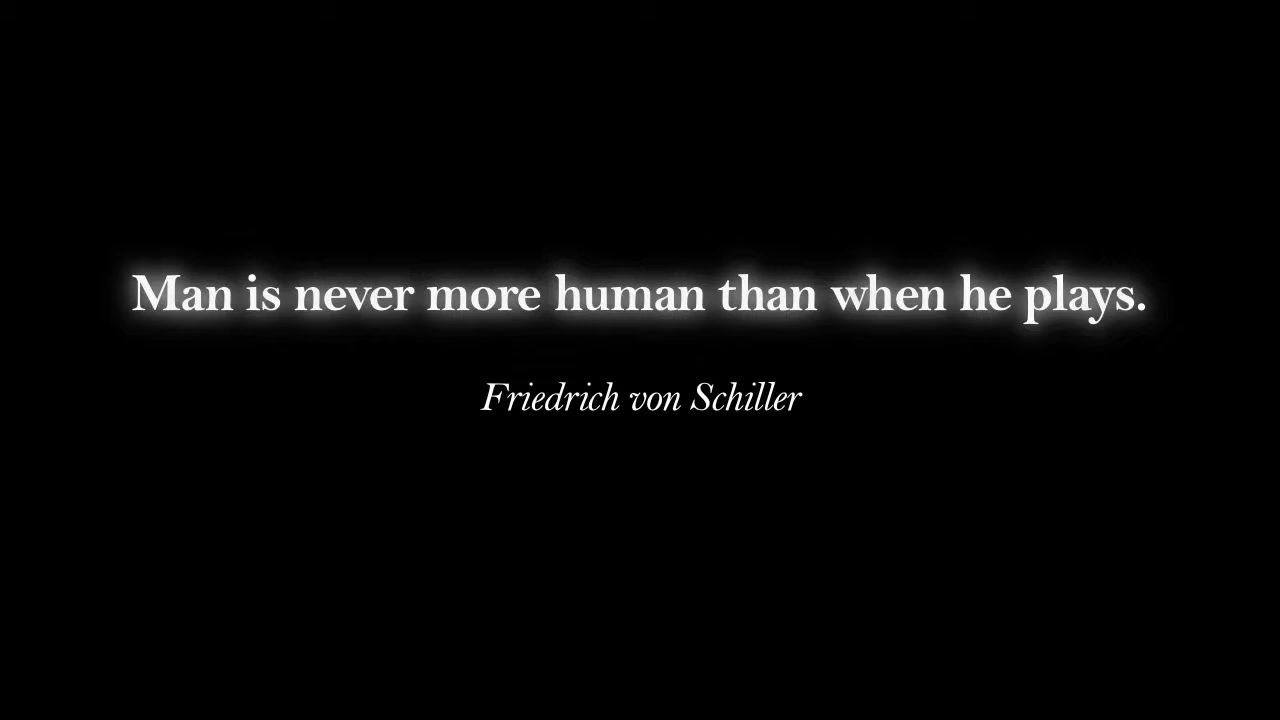 Man is never more human than when he plays.
Friedrich von Schiller